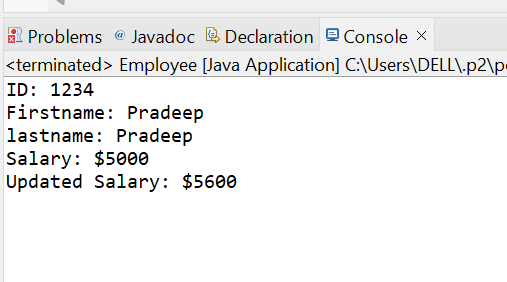 Problems Javadoc Declaration Console
<terminated> Employee [Java Application] C:\Users\DELL\.p2\p
ID: 1234
Firstname: Pradeep
lastname: Pradeep
Salary: $5000
Updated Salary: $5600